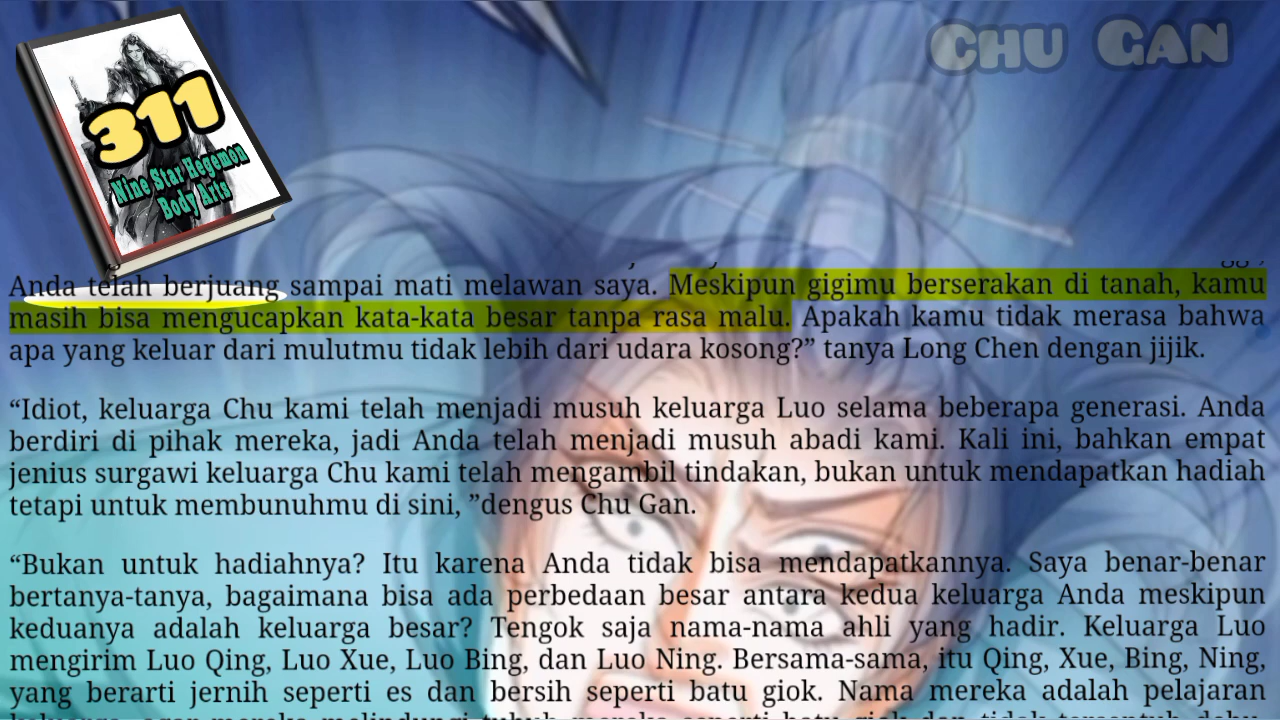 CHU GAN
311
Nine Star Hegemon
Body Arts
Anda telah berjuang sampai mati melawan saya. Meskipun gigimu berserakan di tanah, kamu
masih bisa mengucapkan kata-kata besar tanpa rasa malu. Apakah kamu tidak merasa bahwa
apa yang keluar dari mulutmu tidak lebih dari udara kosong?” tanya Long Chen dengan jijik.
“Idiot, keluarga Chu kami telah menjadi musuh keluarga Luo selama beberapa generasi. Anda
berdiri di pihak mereka, jadi Anda telah menjadi musuh abadi kami. Kali ini, bahkan empat
jenius surgawi keluarga Chu kami telah mengambil tindakan, bukan untuk mendapatkan hadiah
tetapi untuk membunuhmu di sini, ”dengus Chu Gan.
“Bukan untuk hadiahnya? Itu karena Anda tidak bisa mendapatkannya. Saya benar-benar
bertanya-tanya, bagaimana bisa ada perbedaan besar antara kedua keluarga Anda meskipun
keduanya adalah keluarga besar? Tengok saja nama-nama ahli yang hadir. Keluarga Luo
mengirim Luo Qing, Luo Xue, Luo Bing, dan Luo Ning. Bersama-sama, itu Qing, Xue, Bing, Ning,
yang berarti jernih seperti es dan bersih seperti batu giok. Nama mereka adalah pelajaran